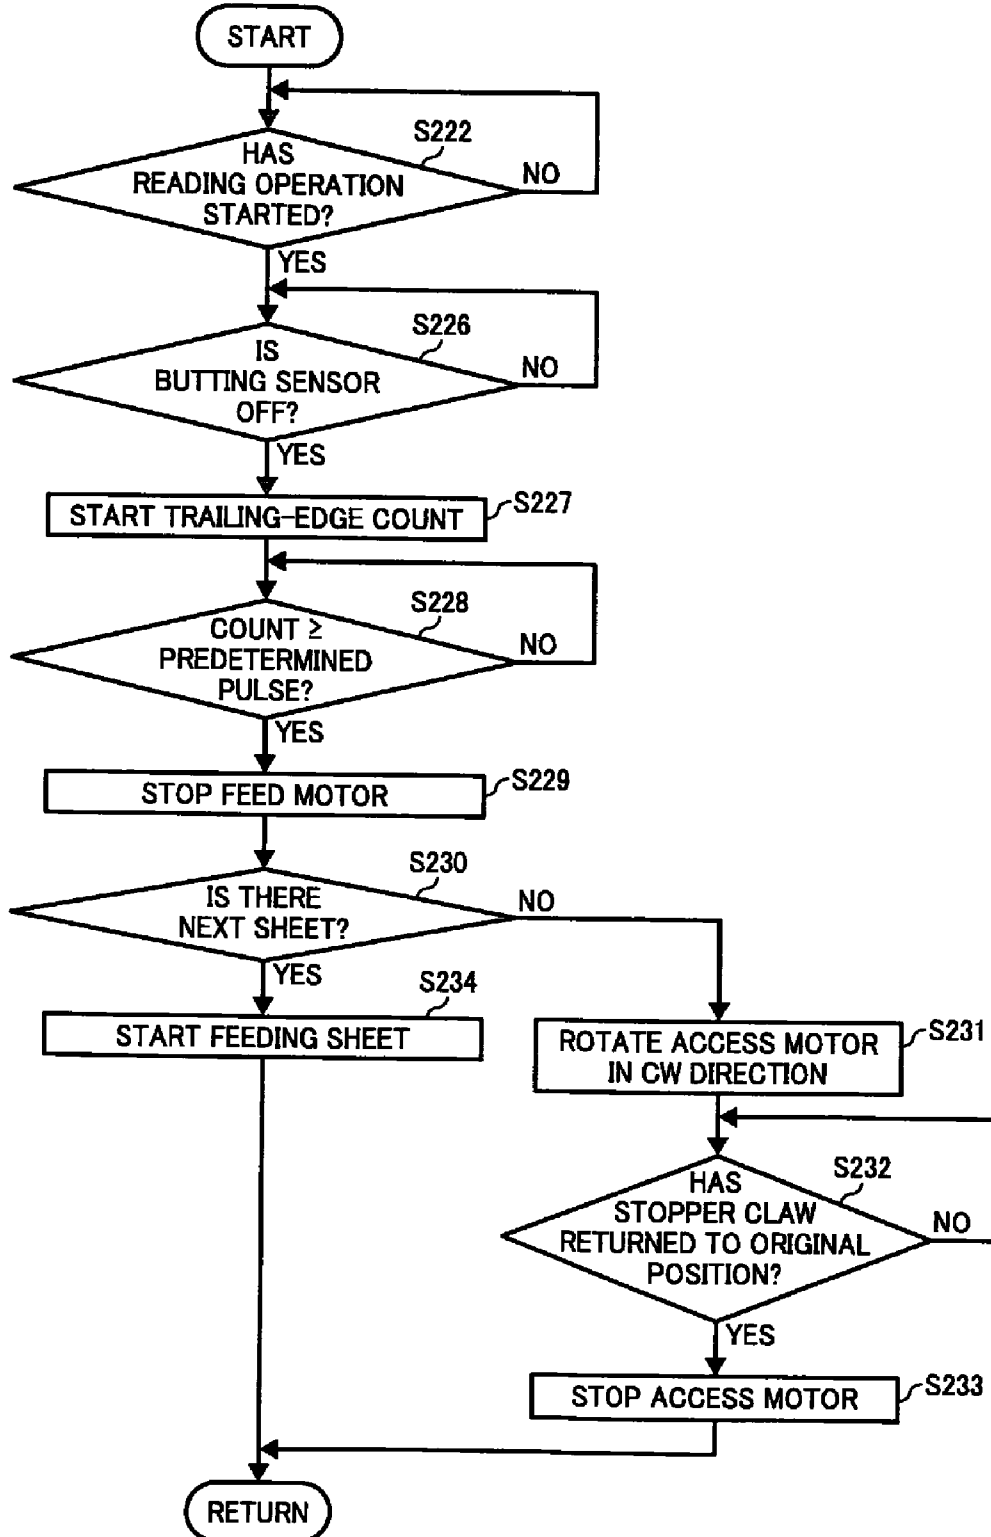 START
S222
HAS
READING OPERATION
STARTED?
NO
YES
S226
IS
BUTTING SENSOR
OFF?
NO
YES
START TRAILING-EDGE COUNT
S227
S228
COUNT ≥
PREDETERMINED
PULSE?
NO
YES
STOP FEED MOTOR
S229
S230
IS THERE
NEXT SHEET?
NO
YES
S234
START FEEDING SHEET
ROTATE ACCESS MOTOR
IN CW DIRECTION
S231
S232
HAS
STOPPER CLAW
RETURNED TO ORIGINAL
POSITION?
NO
YES
STOP ACCESS MOTOR
S233
RETURN